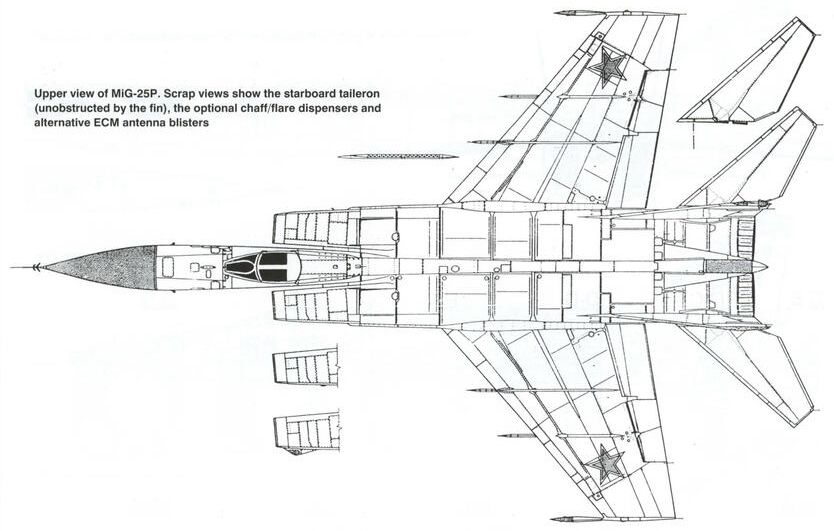 Upper view of MiG-25P. Scrap views show the starboard taileron
(unobstructed by the fin), the optional chaff/flare dispensers and
alternative ECM antenna blisters